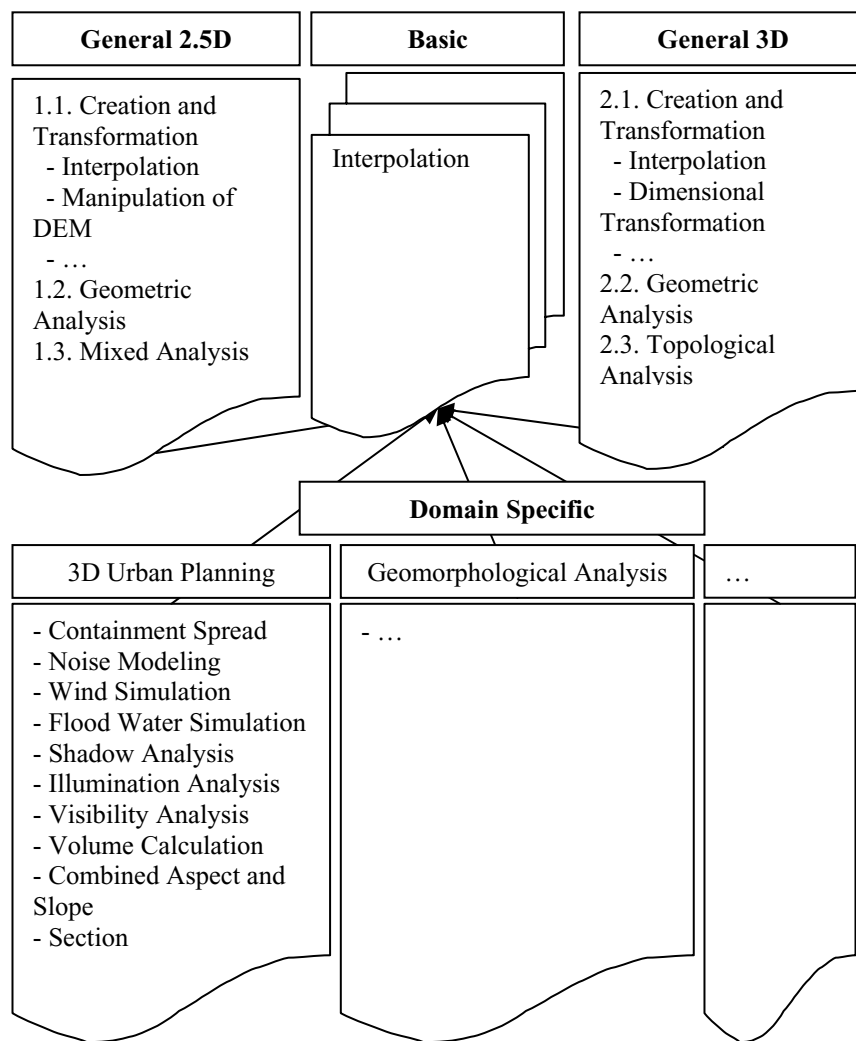 General 2.5D
1.1. Creation and
Transformation
- Interpolation
- Manipulation of
DEM
- …
1.2. Geometric
Analysis
1.3. Mixed Analysis
Basic
Interpolation
General 3D
2.1. Creation and
Transformation
- Interpolation
- Dimensional
Transformation
- …
2.2. Geometric
Analysis
2.3. Topological
Analysis
Domain Specific
3D Urban Planning
- Containment Spread
- Noise Modeling
- Wind Simulation
- Flood Water Simulation
- Shadow Analysis
- Illumination Analysis
- Visibility Analysis
- Volume Calculation
- Combined Aspect and
Slope
- Section
Geomorphological Analysis
- …
…